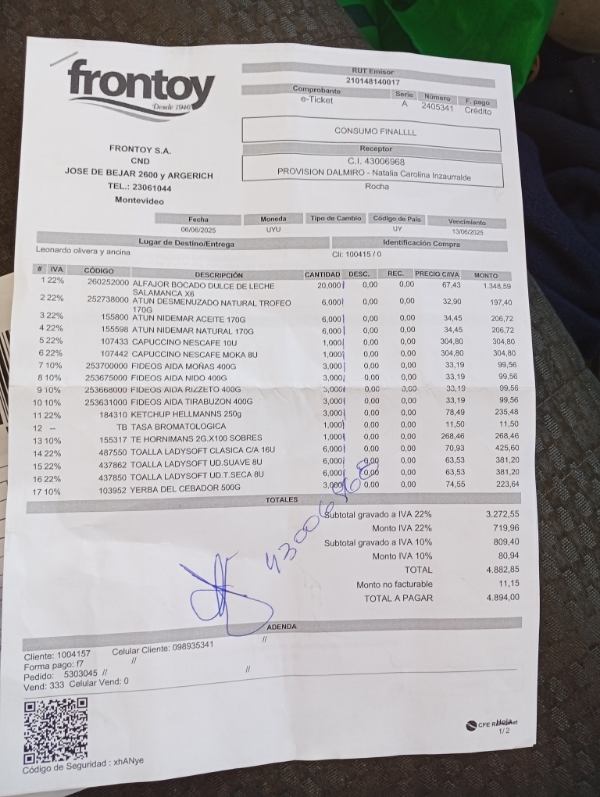 frontoy
Desde 1946
FRONTOY S.A.
CND
JOSE DE BEJAR 2600 y ARGERICH
TEL.: 23061044
Montevideo
RUT Emisor
210148140017
Comprobante Serie Número F. pago
e-Ticket A 2405341 Crédito
CONSUMO FINALLLL
Receptor
C.I. 43006968
PROVISION DALMIRO - Natalia Carolina Inzaurralde
Rocha
Fecha Moneda Tipo de Cambio Código de País Vencimiento
06/06/2025 UYU UY 13/06/2025
Lugar de Destino/Entrega Identificación Compra
Leonardo olivera y ancina Cli: 100415 / 0
# IVA CÓDIGO DESCRIPCIÓN CANTIDAD DESC. REC. PRECIO C/IVA MONTO
1 22% 260252000 ALFAJOR BOCADO DULCE DE LECHE 20,000 0,00 0,00 67,43 1.348,59
SALAMANCA X6
2 22% 252738000 ATUN DESMENUZADO NATURAL TROFEO 6,000 0,00 0,00 32,90 197,40
170G
3 22% 155800 ATUN NIDEMAR ACEITE 170G 6,000 0,00 0,00 34,45 206,72
4 22% 155598 ATUN NIDEMAR NATURAL 170G 6,000 0,00 0,00 34,45 206,72
5 22% 107433 CAPUCCINO NESCAFE 10U 1,000 0,00 0,00 304,80 304,80
6 22% 107442 CAPUCCINO NESCAFE MOKA 8U 1,000 0,00 0,00 304,80 304,80
7 10% 253700000 FIDEOS AIDA MOÑAS 400G 3,000 0,00 0,00 33,19 99,56
8 10% 253675000 FIDEOS AIDA NIDO 400G 3,000 0,00 0,00 33,19 99,56
9 10% 253668000 FIDEOS AIDA RIZZETO 400G 3,000 0,00 0,00 33,19 99,56
10 10% 253631000 FIDEOS AIDA TIRABUZON 400G 3,000 0,00 0,00 33,19 99,56
11 22% 184310 KETCHUP HELLMANNS 250g 3,000 0,00 0,00 78,49 235,48
12 -- TB TASA BROMATOLOGICA 1,000 0,00 0,00 11,50 11,50
13 10% 155317 TE HORNIMANS 2G.X100 SOBRES 1,000 0,00 0,00 268,46 268,46
14 22% 487550 TOALLA LADYSOFT CLASICA C/A 16U 6,000 0,00 0,00 70,93 425,60
15 22% 437862 TOALLA LADYSOFT UD.SUAVE 8U 6,000 0,00 0,00 63,53 381,20
16 22% 437850 TOALLA LADYSOFT UD.T.SECA 8U 6,000 0,00 0,00 63,53 381,20
17 10% 103952 YERBA DEL CEBADOR 500G 3,000 0,00 0,00 74,55 223,64
TOTALES
Subtotal gravado a IVA 22% 3.272,55
Monto IVA 22% 719,96
Subtotal gravado a IVA 10% 809,40
Monto IVA 10% 80,94
TOTAL 4.882,85
Monto no facturable 11,15
TOTAL A PAGAR 4.894,00
43006968
ADENDA
Cliente: 1004157 Celular Cliente: 098935341 //
Forma pago: f7 //
Pedido: 5303045 // //
Vend: 333 Celular Vend: 0
Código de Seguridad : xhANye
CFE
1/2